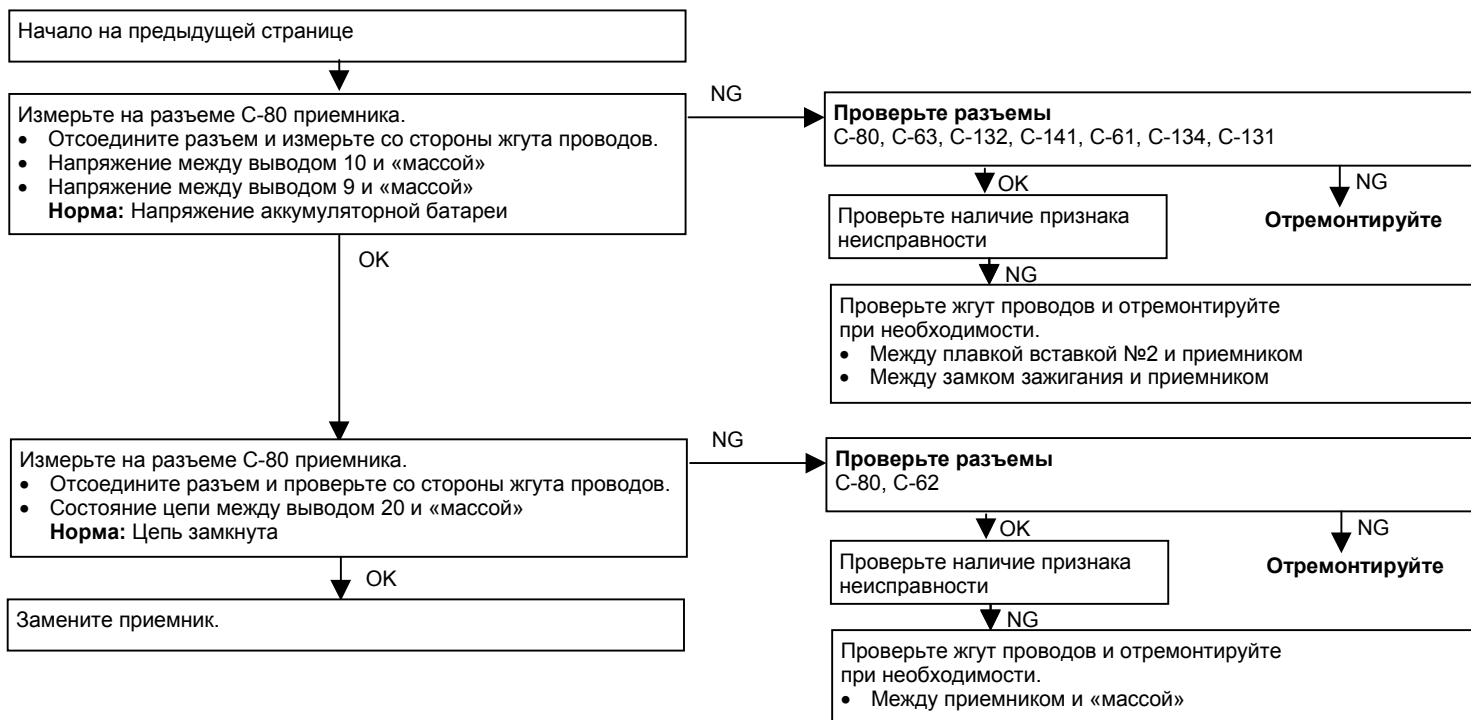 Начало на предыдущей странице
Измерьте на разъеме С-80 приемника.
• Отсоедините разъем и измерьте со стороны жгута проводов.
• Напряжение между выводом 10 и «массой»
• Напряжение между выводом 9 и «массой»
Норма: Напряжение аккумуляторной батареи
NG
Проверьте разъемы
С-80, С-63, С-132, С-141, С-61, С-134, С-131
OK
NG
Проверьте наличие признака
неисправности
Отремонтируйте
NG
Проверьте жгут проводов и отремонтируйте
при необходимости.
• Между плавкой вставкой №2 и приемником
• Между замком зажигания и приемником
OK
Измерьте на разъеме С-80 приемника.
• Отсоедините разъем и проверьте со стороны жгута проводов.
• Состояние цепи между выводом 20 и «массой»
Норма: Цепь замкнута
NG
Проверьте разъемы
С-80, С-62
OK
NG
Проверьте наличие признака
неисправности
Отремонтируйте
NG
Проверьте жгут проводов и отремонтируйте
при необходимости.
• Между приемником и «массой»
OK
Замените приемник.